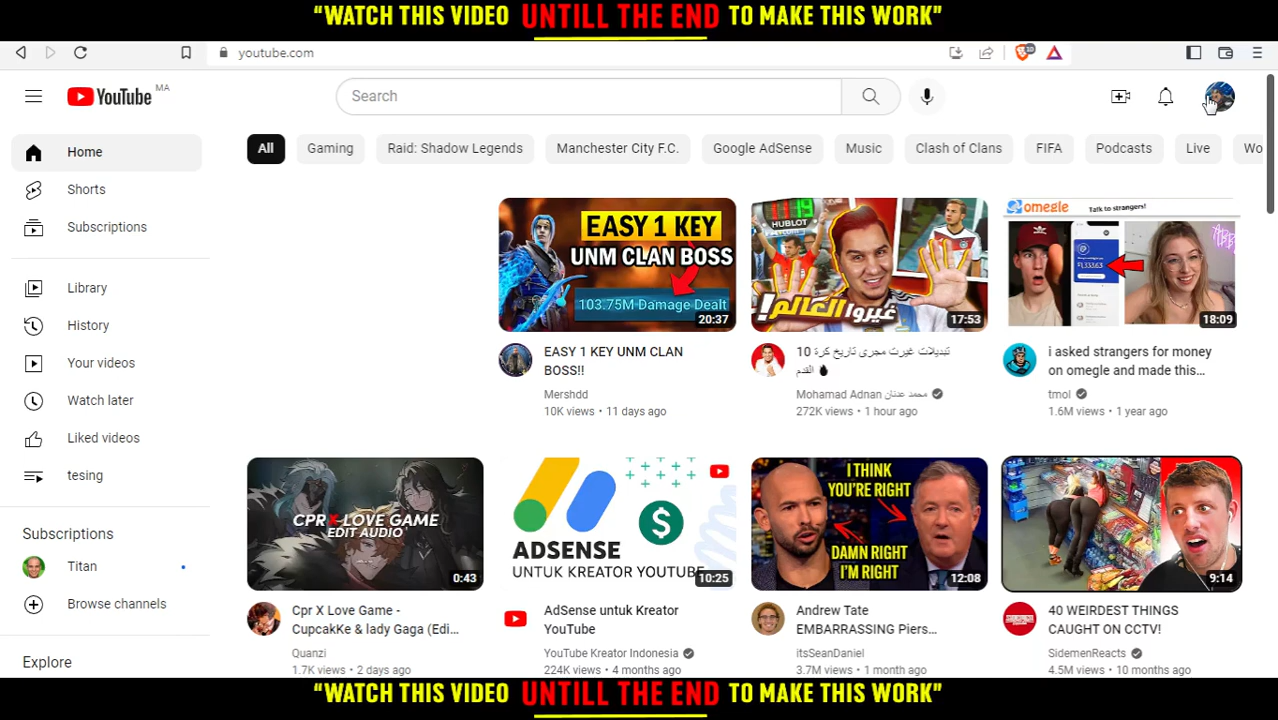 “WATCH THIS VIDEO UNTILL THE END TO MAKE THIS WORK”
youtube.com
10
YouTube MA
Search
All
Gaming
Raid: Shadow Legends
Manchester City F.C.
Google AdSense
Music
Clash of Clans
FIFA
Podcasts
Live
Wo
Home
Shorts
Subscriptions
Library
History
Your videos
Watch later
Liked videos
tesing
Subscriptions
Titan
Browse channels
Explore
EASY 1 KEY
UNM CLAN BOSS
103.75M Damage Dealt
20:37
EASY 1 KEY UNM CLAN
BOSS!!
Mershdd
10K views • 11 days ago
HUBLOT
غيروا العالم!
17:53
10 تبديلات غيرت مجرى تاريخ كرة
القدم
Mohamad Adnan محمد عدنان
272K views • 1 hour ago
omegle
Talk to strangers!
18:09
i asked strangers for money
on omegle and made this...
tmol
1.6M views • 1 year ago
CPR X LOVE GAME
EDIT AUDIO
0:43
Cpr X Love Game -
CupcakKe & lady Gaga (Edi...
Quanzi
1.7K views • 2 days ago
ADSENSE
UNTUK KREATOR YOUTUBE
10:25
AdSense untuk Kreator
YouTube
YouTube Kreator Indonesia
224K views • 4 months ago
I THINK
YOU'RE RIGHT
DAMN RIGHT
I'M RIGHT
12:08
Andrew Tate
EMBARRASSING Piers...
itsSeanDaniel
3.7M views • 1 month ago
9:14
40 WEIRDEST THINGS
CAUGHT ON CCTV!
SidemenReacts
4.5M views • 10 months ago
“WATCH THIS VIDEO UNTILL THE END TO MAKE THIS WORK”